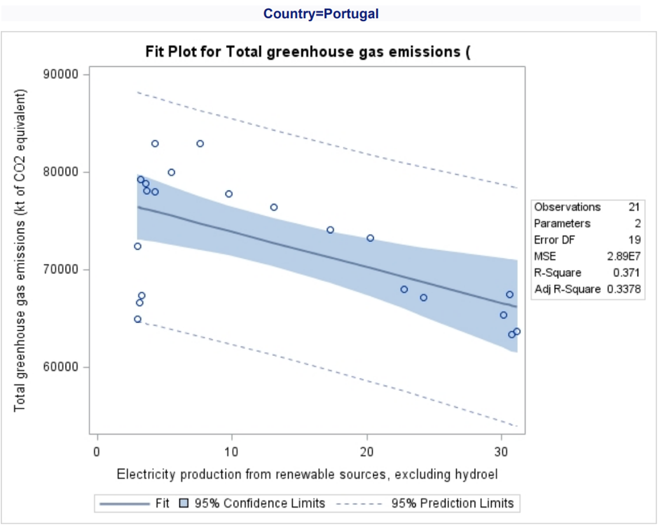 Country=Portugal
Fit Plot for Total greenhouse gas emissions (
Total greenhouse gas emissions (kt of CO2 equivalent)
90000
80000
70000
60000
0 10 20 30
Electricity production from renewable sources, excluding hydroel
Observations 21
Parameters 2
Error DF 19
MSE 2.89E7
R-Square 0.371
Adj R-Square 0.3378
Fit 95% Confidence Limits 95% Prediction Limits